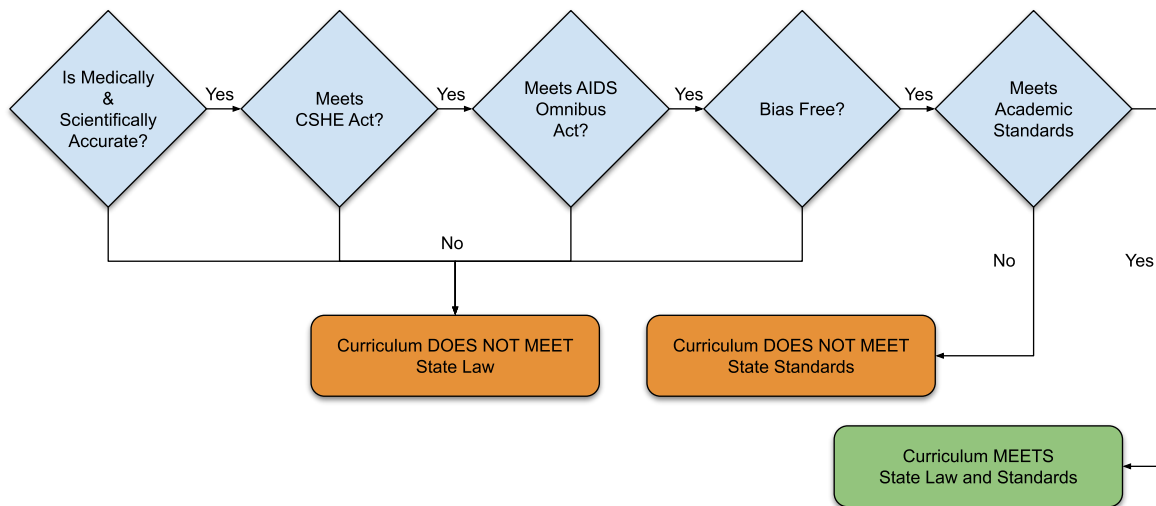 Is Medically
&
Scientifically
Accurate?
Yes
Meets
CSHE Act?
Yes
Meets AIDS
Omnibus
Act?
Yes
Bias Free?
Yes
Meets
Academic
Standards
No
No
Yes
Curriculum DOES NOT MEET
State Law
Curriculum DOES NOT MEET
State Standards
Curriculum MEETS
State Law and Standards